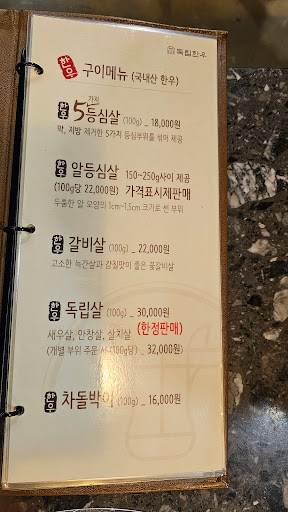 독립한우
한우 구이메뉴 (국내산 한우)
한우 5가지 등심살 (100g) _ 18,000원
막, 지방 제거한 5가지 등심부위를 섞어 제공
한우 알등심살 150~250g사이 제공
(100g당 22,000원) 가격표시제판매
두툼한 알 모양의 1cm~1.5cm 크기로 썬 부위
한우 갈비살 (100g) _ 22,000원
고소한 늑간살과 감칠맛이 좋은 꽃갈비살
한우 독립살 (100g) _ 30,000원
새우살, 안창살, 살치살 (한정판매)
(개별 부위 주문 시 100g당 _ 32,000원)
한우 차돌박이 (100g) _ 16,000원